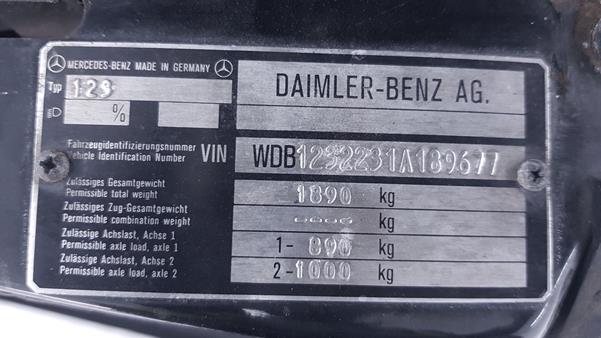 MERCEDES-BENZ MADE IN GERMANY
Typ 123
%
DAIMLER-BENZ AG.
Fahrzeugidentifizierungsnummer
Vehicle Identification Number VIN WDB1232231A189677
Zulässiges Gesamtgewicht
Permissible total weight 1890 kg
Zulässiges Zug-Gesamtgewicht
Permissible combination weight kg
Zulässige Achslast, Achse 1
Permissible axle load, axle 1 1- 890 kg
Zulässige Achslast, Achse 2
Permissible axle load, axle 2 2-1000 kg